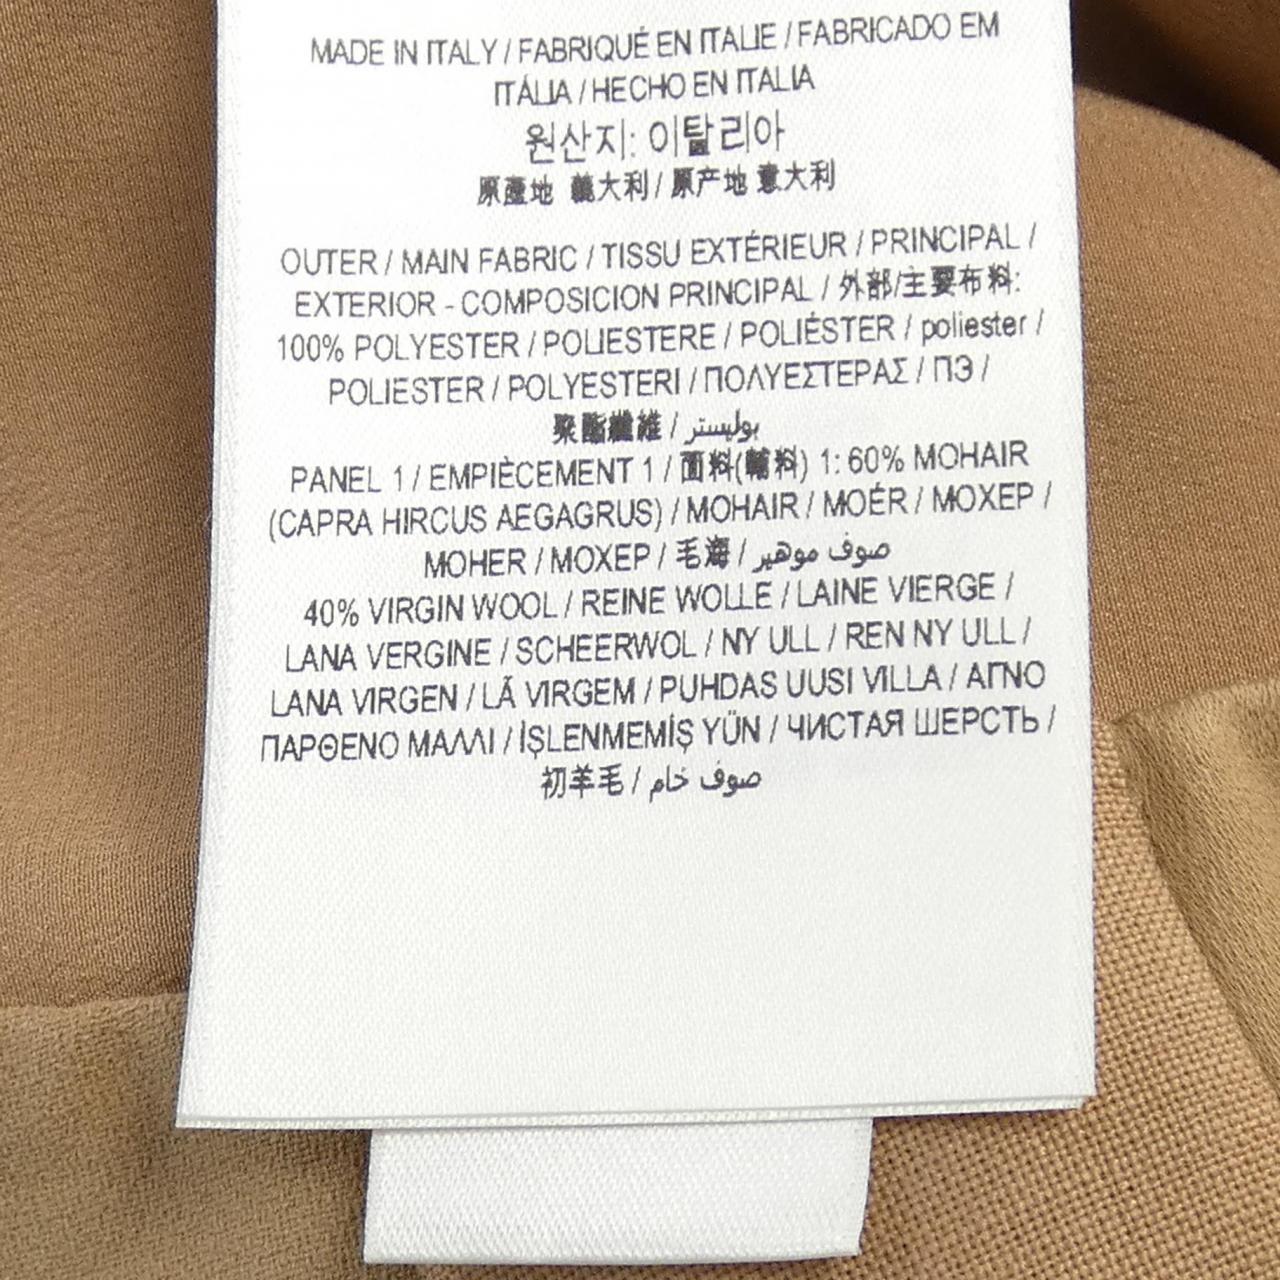 MADE IN ITALY / FABRIQUÉ EN ITALIE / FABRICADO EM
ITÁLIA / HECHO EN ITALIA
원산지: 이탈리아
原產地 義大利 / 原产地 意大利
OUTER / MAIN FABRIC / TISSU EXTÉRIEUR / PRINCIPAL /
EXTERIOR - COMPOSICION PRINCIPAL / 外部/主要布料:
100% POLYESTER / POLIESTERE / POLIÉSTER / poliester /
POLIESTER / POLYESTERI / ΠΟΛΥΕΣΤΕΡΑΣ / ПЭ /
聚酯纖維 / بوليستر
PANEL 1 / EMPIÈCEMENT 1 / 面料(輔料) 1: 60% MOHAIR
(CAPRA HIRCUS AEGAGRUS) / MOHAIR / MOÉR / МОХЕР /
MOHER / МОХЕР / 毛海 / صوف موهير
40% VIRGIN WOOL / REINE WOLLE / LAINE VIERGE /
LANA VERGINE / SCHEERWOL / NY ULL / REN NY ULL /
LANA VIRGEN / LÃ VIRGEM / PUHDAS UUSI VILLA / ΑΓΝΟ
ΠΑΡΘΕΝΟ ΜΑΛΛΙ / İŞLENMEMİŞ YÜN / ЧИСТАЯ ШЕРСТЬ /
初羊毛 / صوف خام